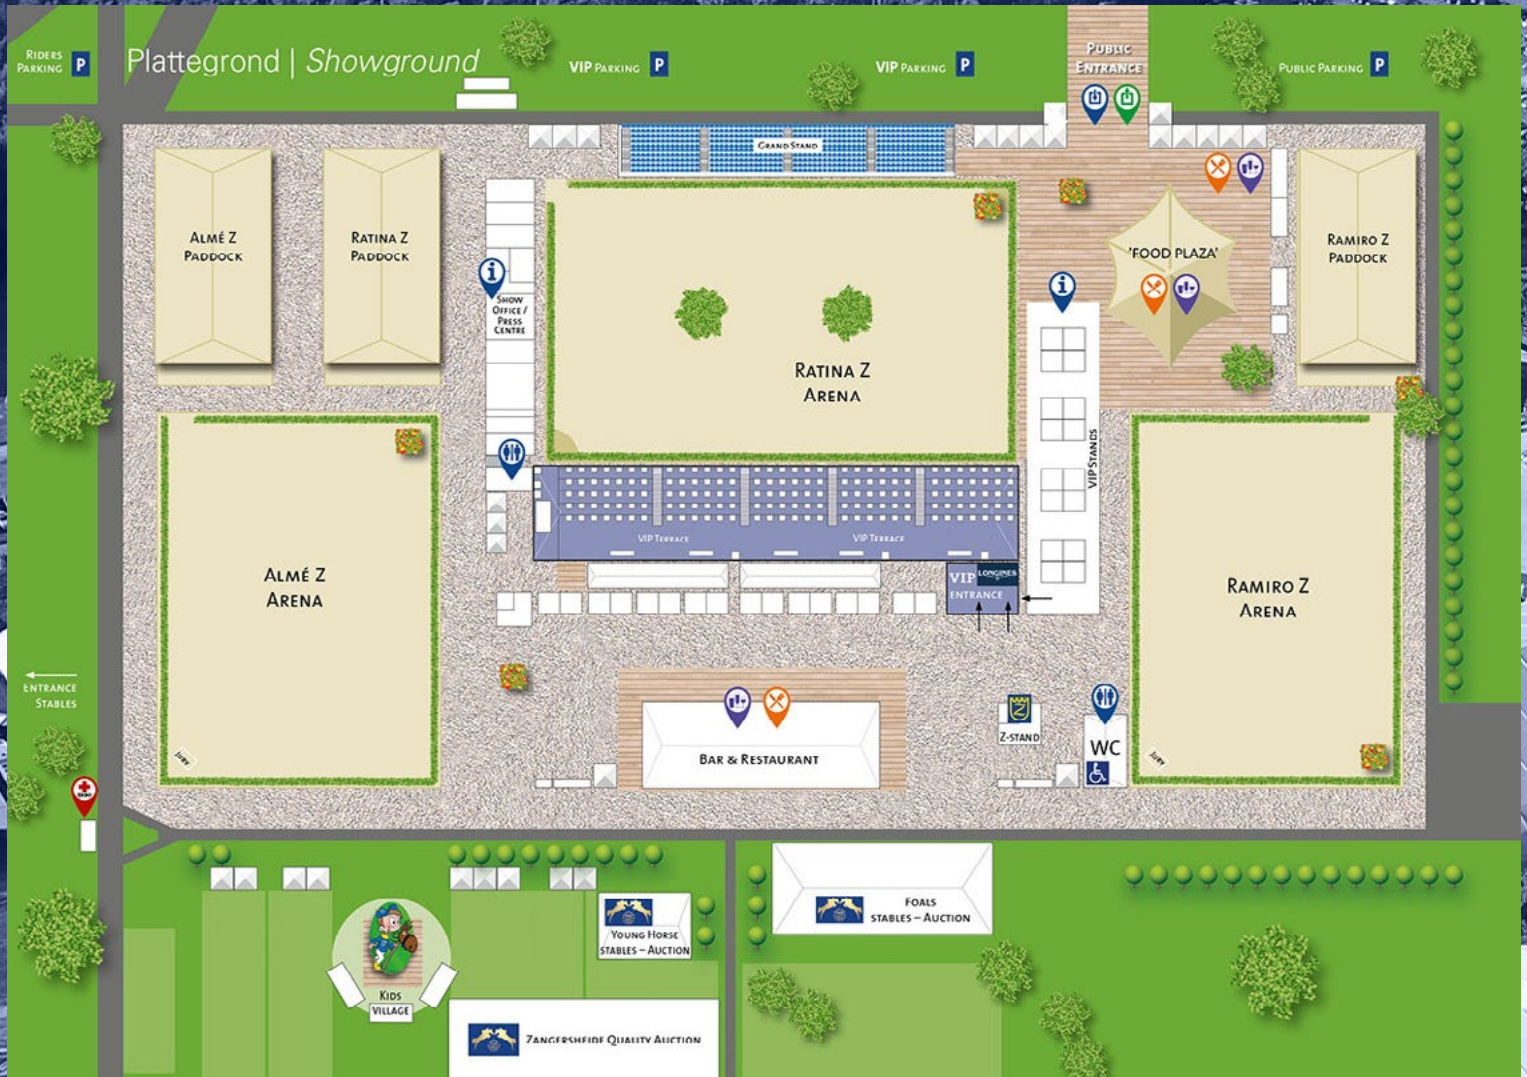 Plattegrond | Showground
RIDERS
PARKING P
VIP PARKING P
VIP PARKING P
PUBLIC
ENTRANCE
PUBLIC PARKING P
GRAND STAND
ALMÉ Z
PADDOCK
RATINA Z
PADDOCK
'FOOD PLAZA'
RAMIRO Z
PADDOCK
SHOW
OFFICE /
PRESS
CENTRE
RATINA Z
ARENA
VIP STANDS
VIP TERRACE
VIP TERRACE
ALMÉ Z
ARENA
VIP LONGINES
ENTRANCE
RAMIRO Z
ARENA
ENTRANCE
STABLES
Z
Z-STAND
WC
BAR & RESTAURANT
JURY
JURY
FOALS
STABLES – AUCTION
YOUNG HORSE
STABLES – AUCTION
KIDS
VILLAGE
ZANGERSHEIDE QUALITY AUCTION